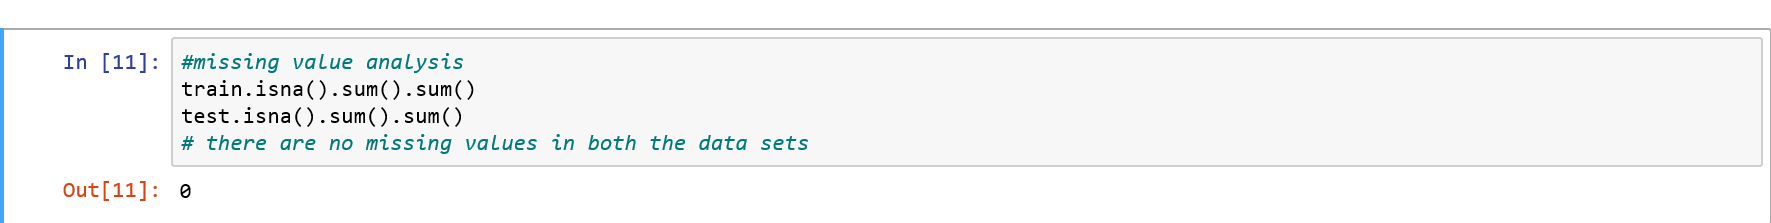 In [11]: #missing value analysis
train.isna().sum().sum()
test.isna().sum().sum()
# there are no missing values in both the data sets
Out[11]: 0